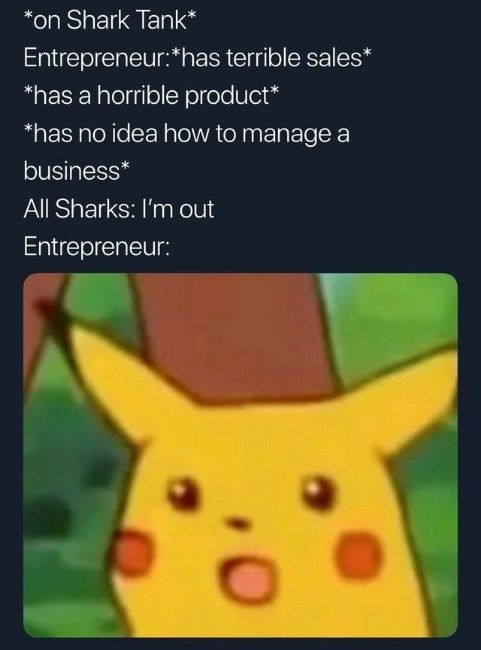 *on Shark Tank*
Entrepreneur:*has terrible sales*
*has a horrible product*
*has no idea how to manage a
business*
All Sharks: I'm out
Entrepreneur: